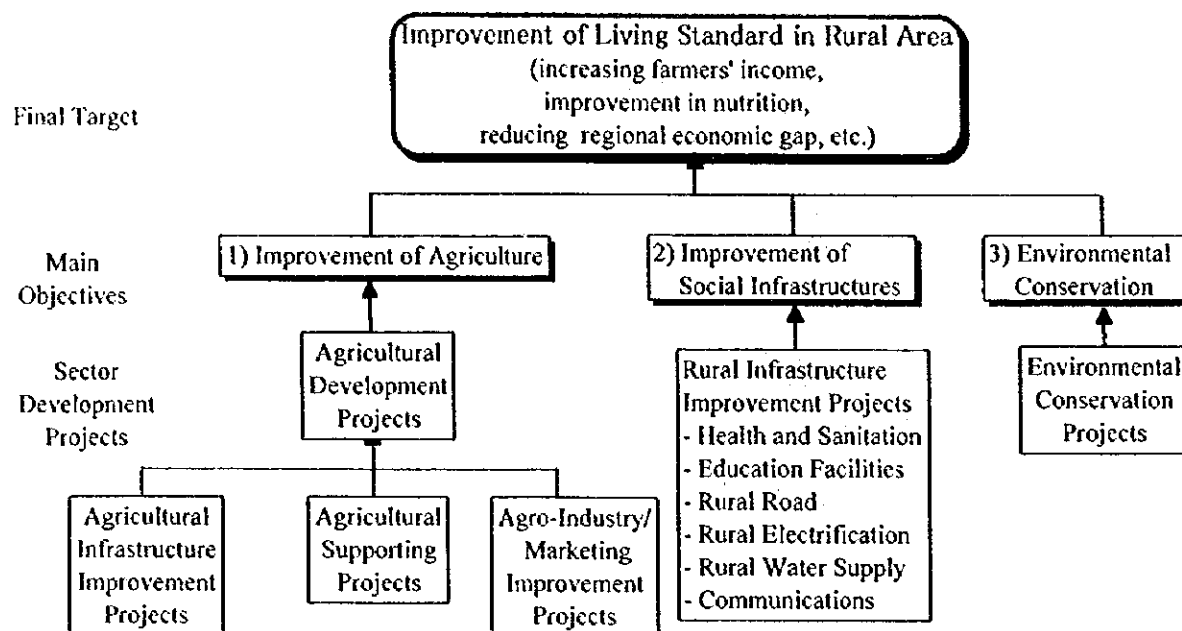 Improvement of Living Standard in Rural Area
(increasing farmers' income,
improvement in nutrition,
reducing regional economic gap, etc.)
Final Target
Main
Objectives
1) Improvement of Agriculture
2) Improvement of
Social Infrastructures
3) Environmental
Conservation
Sector
Development
Projects
Agricultural
Development
Projects
Rural Infrastructure
Improvement Projects
- Health and Sanitation
- Education Facilities
- Rural Road
- Rural Electrification
- Rural Water Supply
- Communications
Environmental
Conservation
Projects
Agricultural
Infrastructure
Improvement
Projects
Agricultural
Supporting
Projects
Agro-Industry/
Marketing
Improvement
Projects